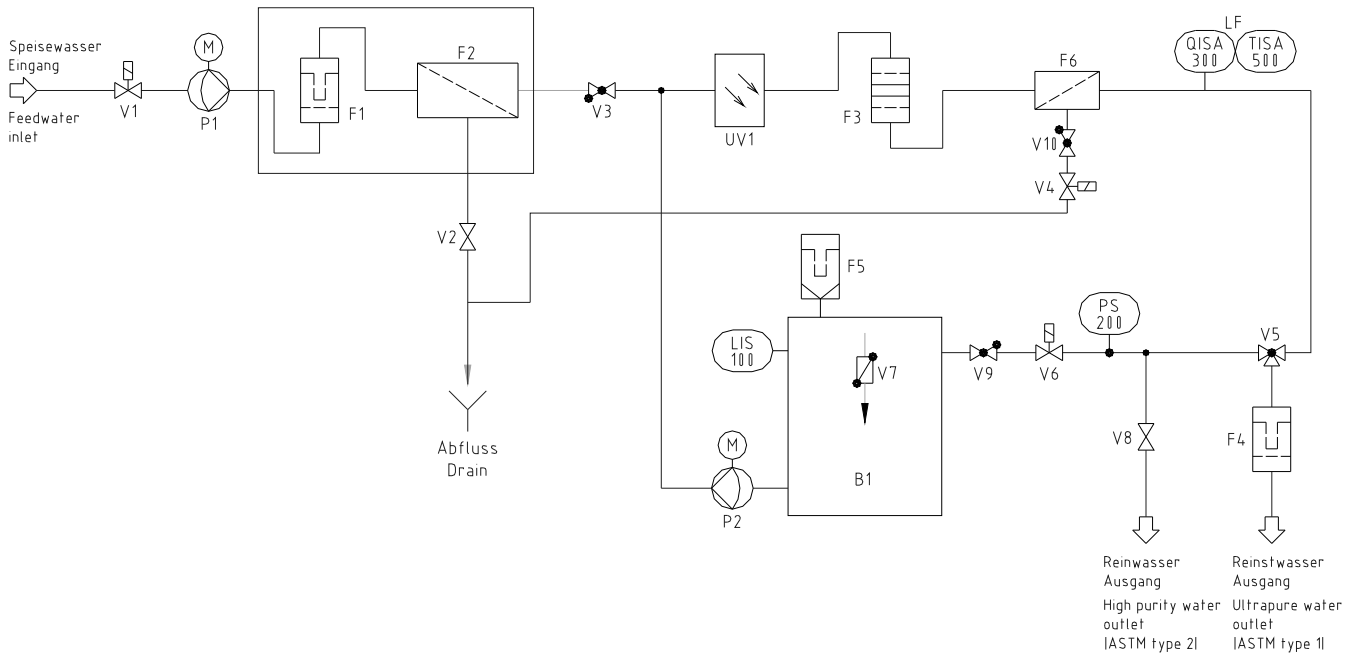 Speisewasser
Eingang
Feedwater
inlet
V1
M
P1
F1
F2
V3
UV1
F3
F6
LF
QISA
300
TISA
500
V10
V4
V2
F5
LIS
100
V7
V9
V6
PS
200
V5
V8
F4
M
P2
B1
Abfluss
Drain
Reinwasser
Ausgang
High purity water
outlet
|ASTM type 2|
Reinstwasser
Ausgang
Ultrapure water
outlet
|ASTM type 1|